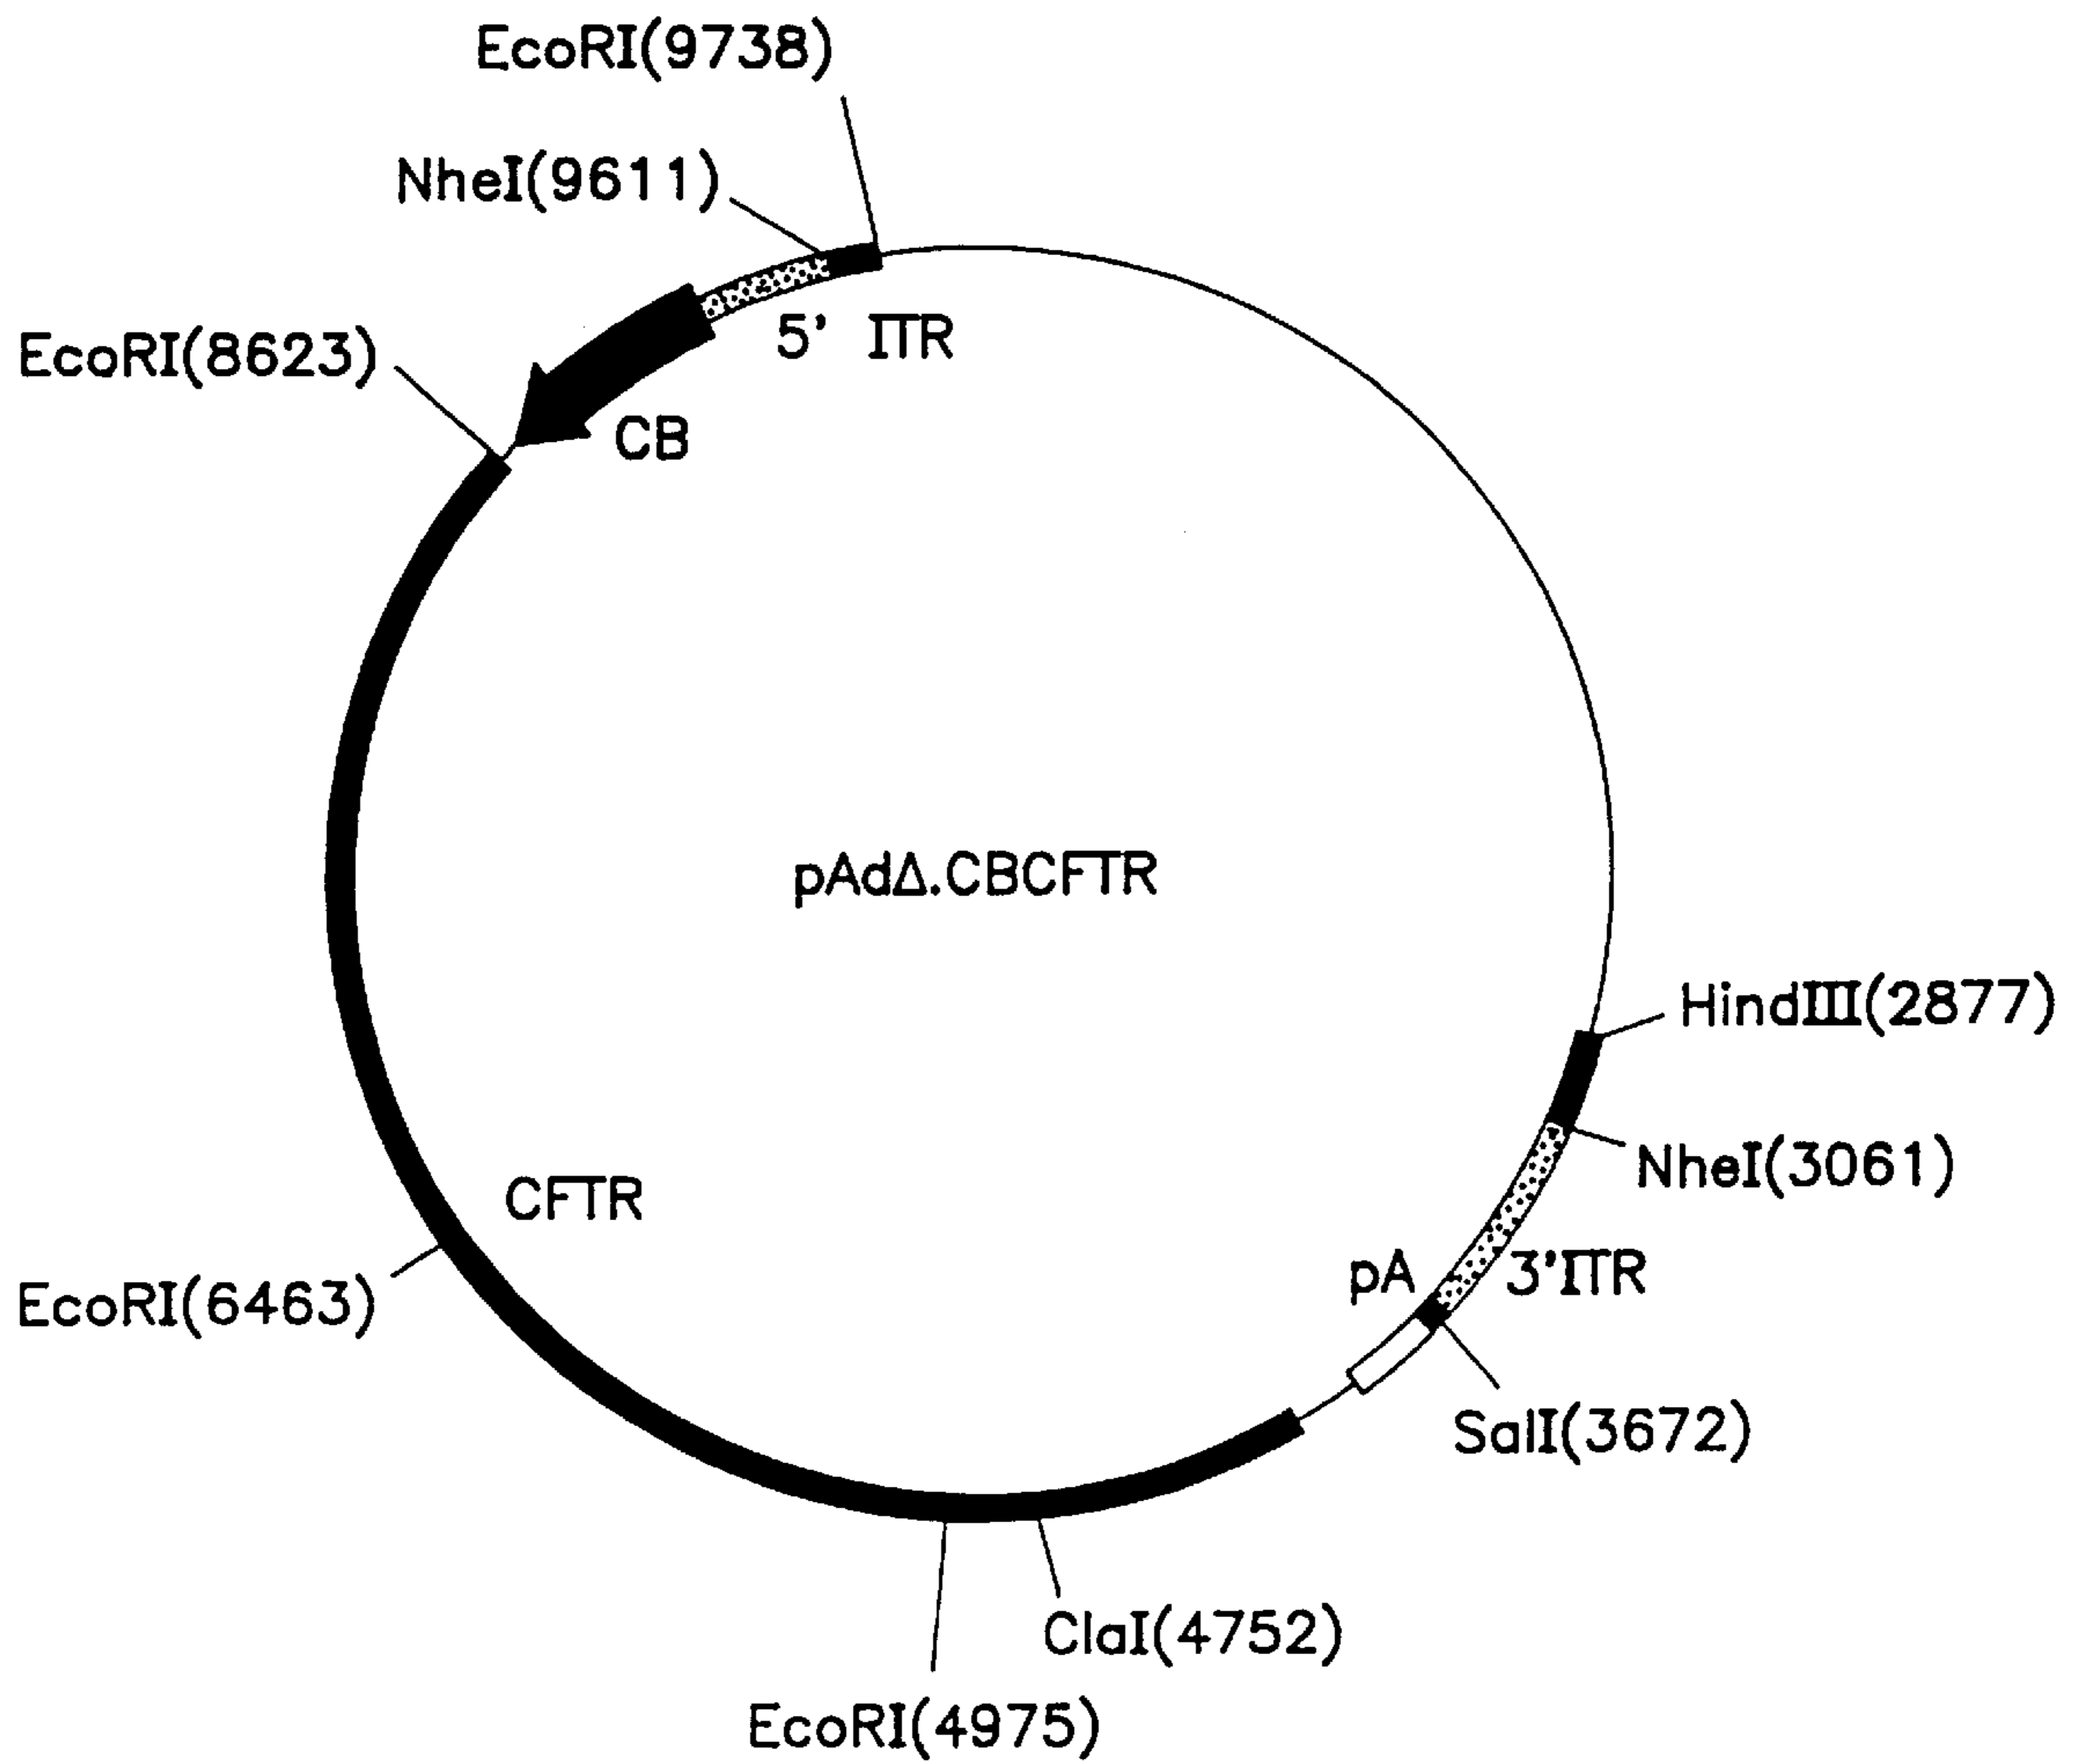 EcoRI(9738)
NheI(9611)
5' ITR
EcoRI(8623)
CB
pAdΔ.CBCFTR
HindIII(2877)
NheI(3061)
CFTR
3'ITR
pA
EcoRI(6463)
SalI(3672)
ClaI(4752)
EcoRI(4975)